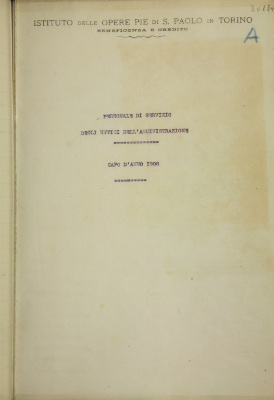 ISTITUTO DELLE OPERE PIE DI S. PAOLO IN TORINO
BENEFICENZA E CREDITO
A
PERSONALE DI SERVIZIO
DEGLI UFFIZI DELL'AMMINISTRAZIONE
CAPO D'ANNO 1900